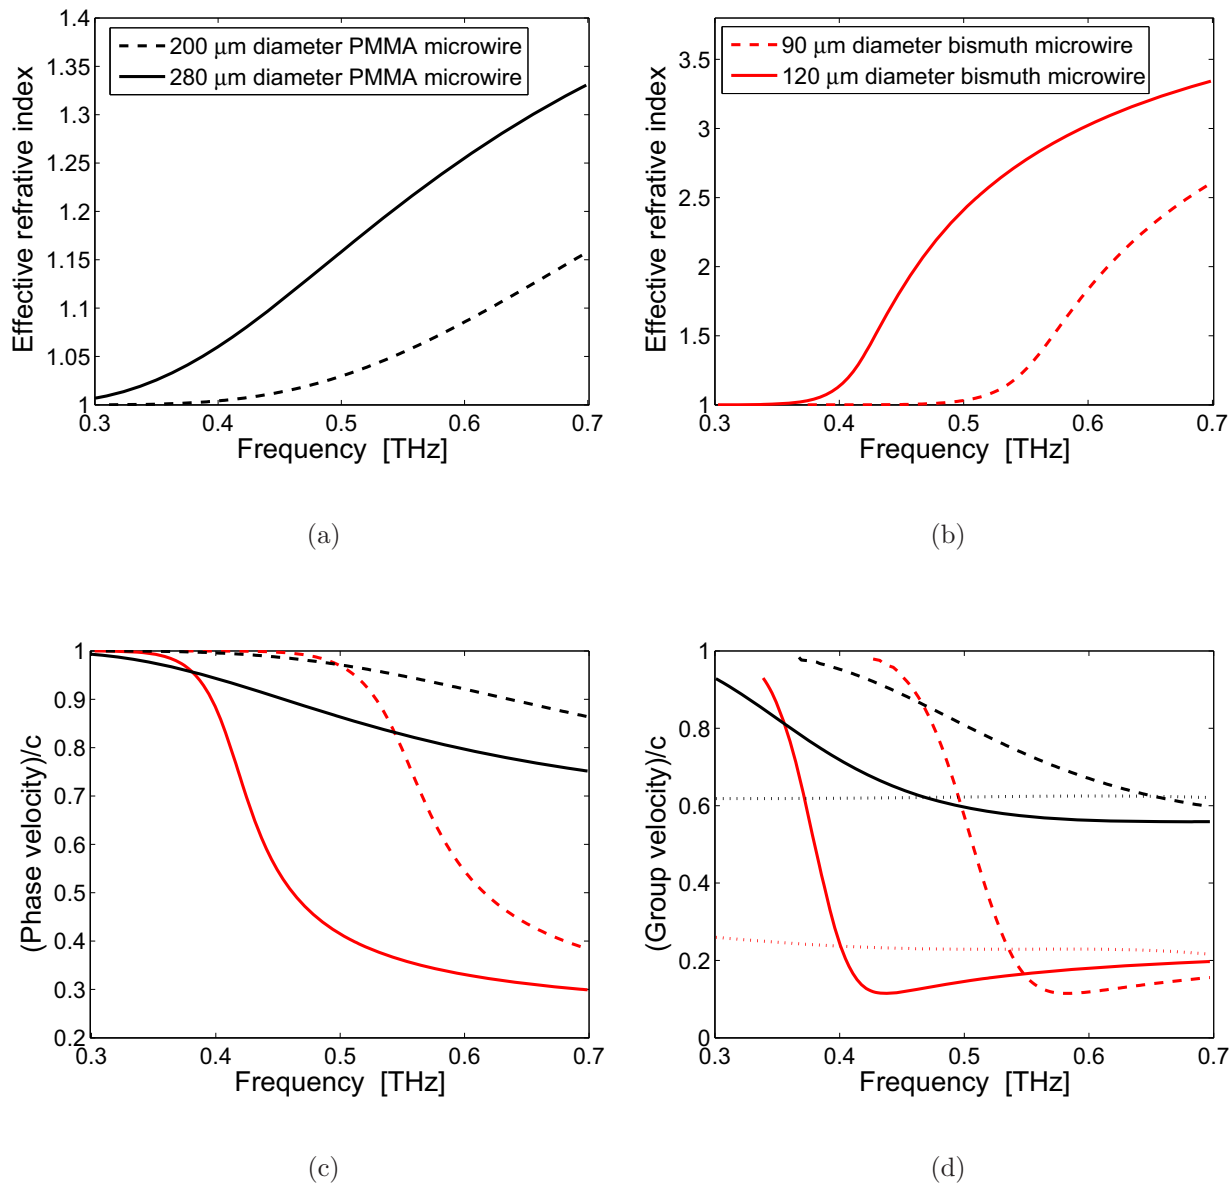 1.4
1.35
1.3
1.25
1.2
1.15
1.1
1.05
1
Effective refrative index
200 μm diameter PMMA microwire
280 μm diameter PMMA microwire
0.3 0.4 0.5 0.6 0.7
Frequency [THz]
(a)
3.5
3
2.5
2
1.5
1
Effective refrative index
90 μm diameter bismuth microwire
120 μm diameter bismuth microwire
0.3 0.4 0.5 0.6 0.7
Frequency [THz]
(b)
1
0.9
0.8
0.7
0.6
0.5
0.4
0.3
0.2
(Phase velocity)/c
0.3 0.4 0.5 0.6 0.7
Frequency [THz]
(c)
1
0.8
0.6
0.4
0.2
0
(Group velocity)/c
0.3 0.4 0.5 0.6 0.7
Frequency [THz]
(d)